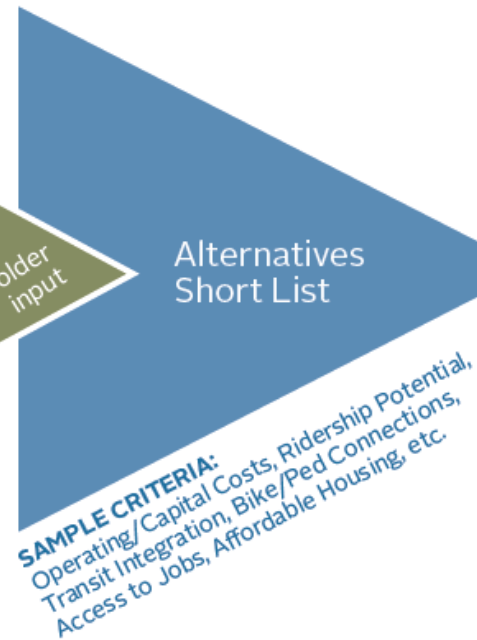 older
input
Alternatives
Short List
SAMPLE CRITERIA:
Operating/Capital Costs, Ridership Potential,
Transit Integration, Bike/Ped Connections,
Access to Jobs, Affordable Housing, etc.